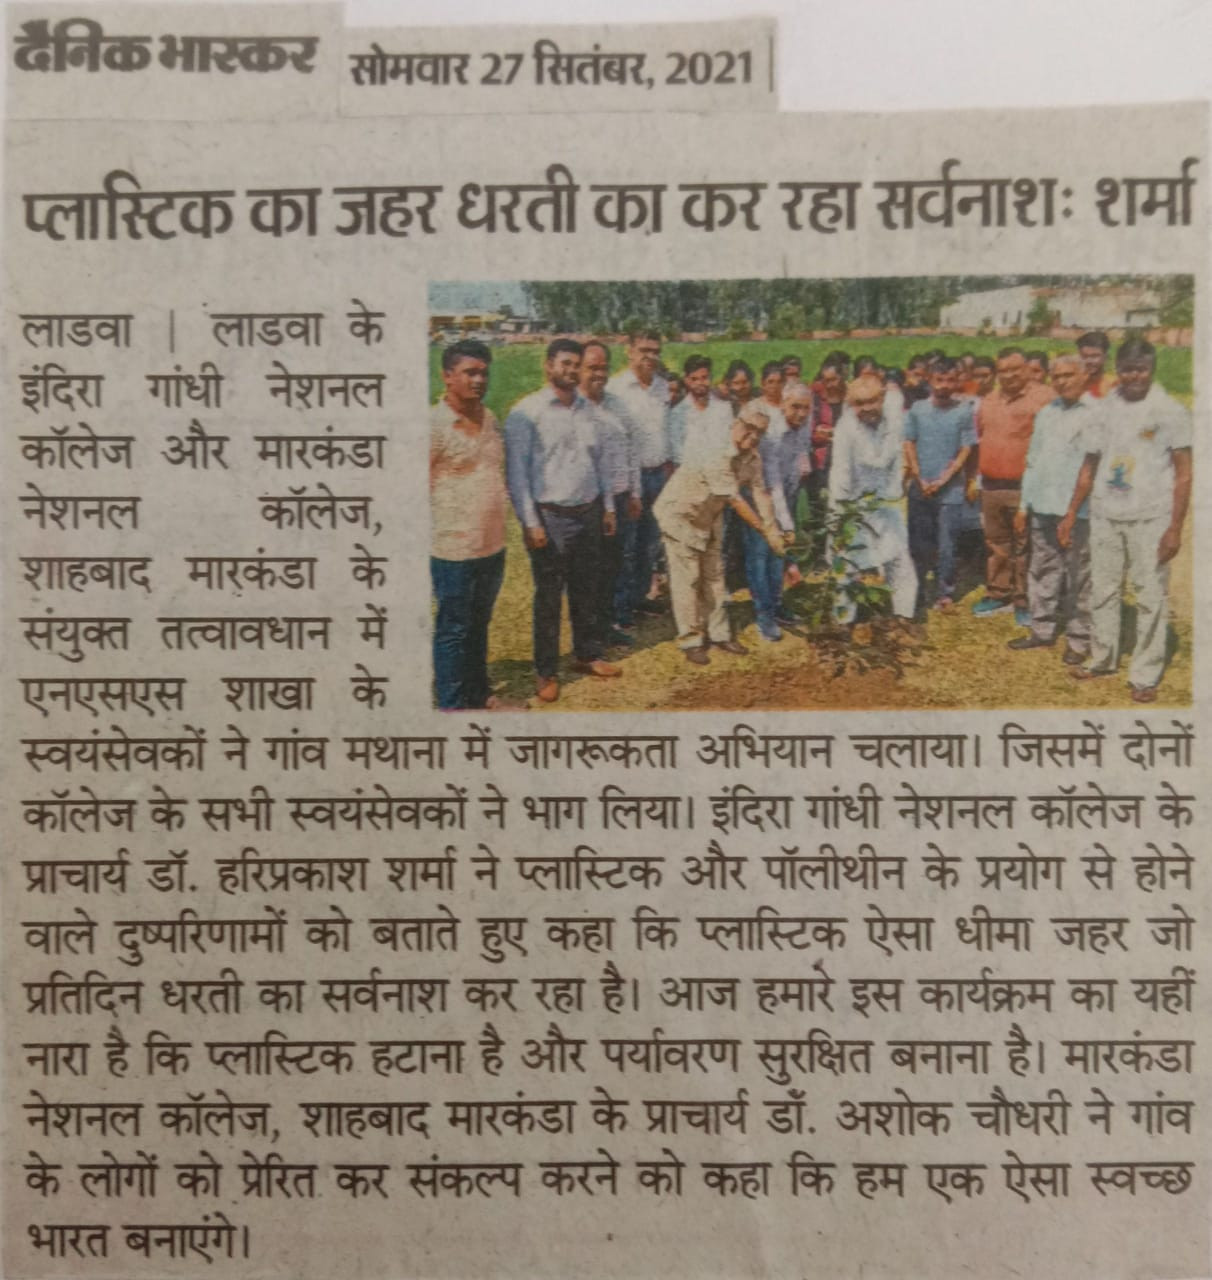 दैनिक भास्कर
सोमवार 27 सितंबर, 2021
प्लास्टिक का जहर धरती का कर रहा सर्वनाश: शर्मा
लाडवा | लाडवा के
इंदिरा गांधी नेशनल
कॉलेज और मारकंडा
नेशनल कॉलेज,
शाहबाद मारकंडा के
संयुक्त तत्वावधान में
एनएसएस शाखा के
स्वयंसेवकों ने गांव मथाना में जागरूकता अभियान चलाया। जिसमें दोनों
कॉलेज के सभी स्वयंसेवकों ने भाग लिया। इंदिरा गांधी नेशनल कॉलेज के
प्राचार्य डॉ. हरिप्रकाश शर्मा ने प्लास्टिक और पॉलीथीन के प्रयोग से होने
वाले दुष्परिणामों को बताते हुए कहा कि प्लास्टिक ऐसा धीमा जहर जो
प्रतिदिन धरती का सर्वनाश कर रहा है। आज हमारे इस कार्यक्रम का यहीं
नारा है कि प्लास्टिक हटाना है और पर्यावरण सुरक्षित बनाना है। मारकंडा
नेशनल कॉलेज, शाहबाद मारकंडा के प्राचार्य डॉ. अशोक चौधरी ने गांव
के लोगों को प्रेरित कर संकल्प करने को कहा कि हम एक ऐसा स्वच्छ
भारत बनाएंगे।